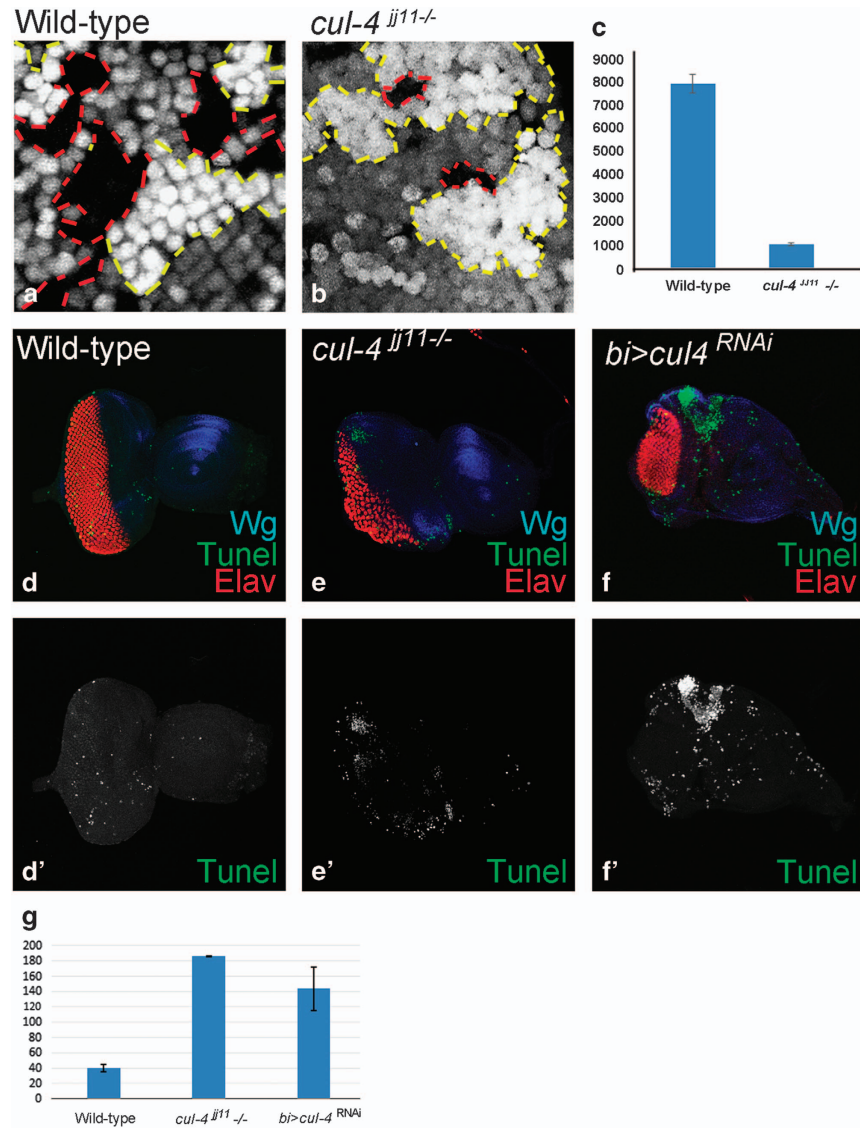 Wild-type
cul-4 jj11-/-
c
a
b
9000
8000
7000
6000
5000
4000
3000
2000
1000
0
Wild-type
cul-4 JJ11 -/-
Wild-type
cul-4 jj11-/-
bi>cul4 RNAi
Wg
Tunel
Elav
d
Wg
Tunel
Elav
e
Wg
Tunel
Elav
f
d’
Tunel
e’
Tunel
f’
Tunel
g
200
180
160
140
120
100
80
60
40
20
0
Wild-type
cul-4 jj11 -/-
bi>cul-4 RNAi